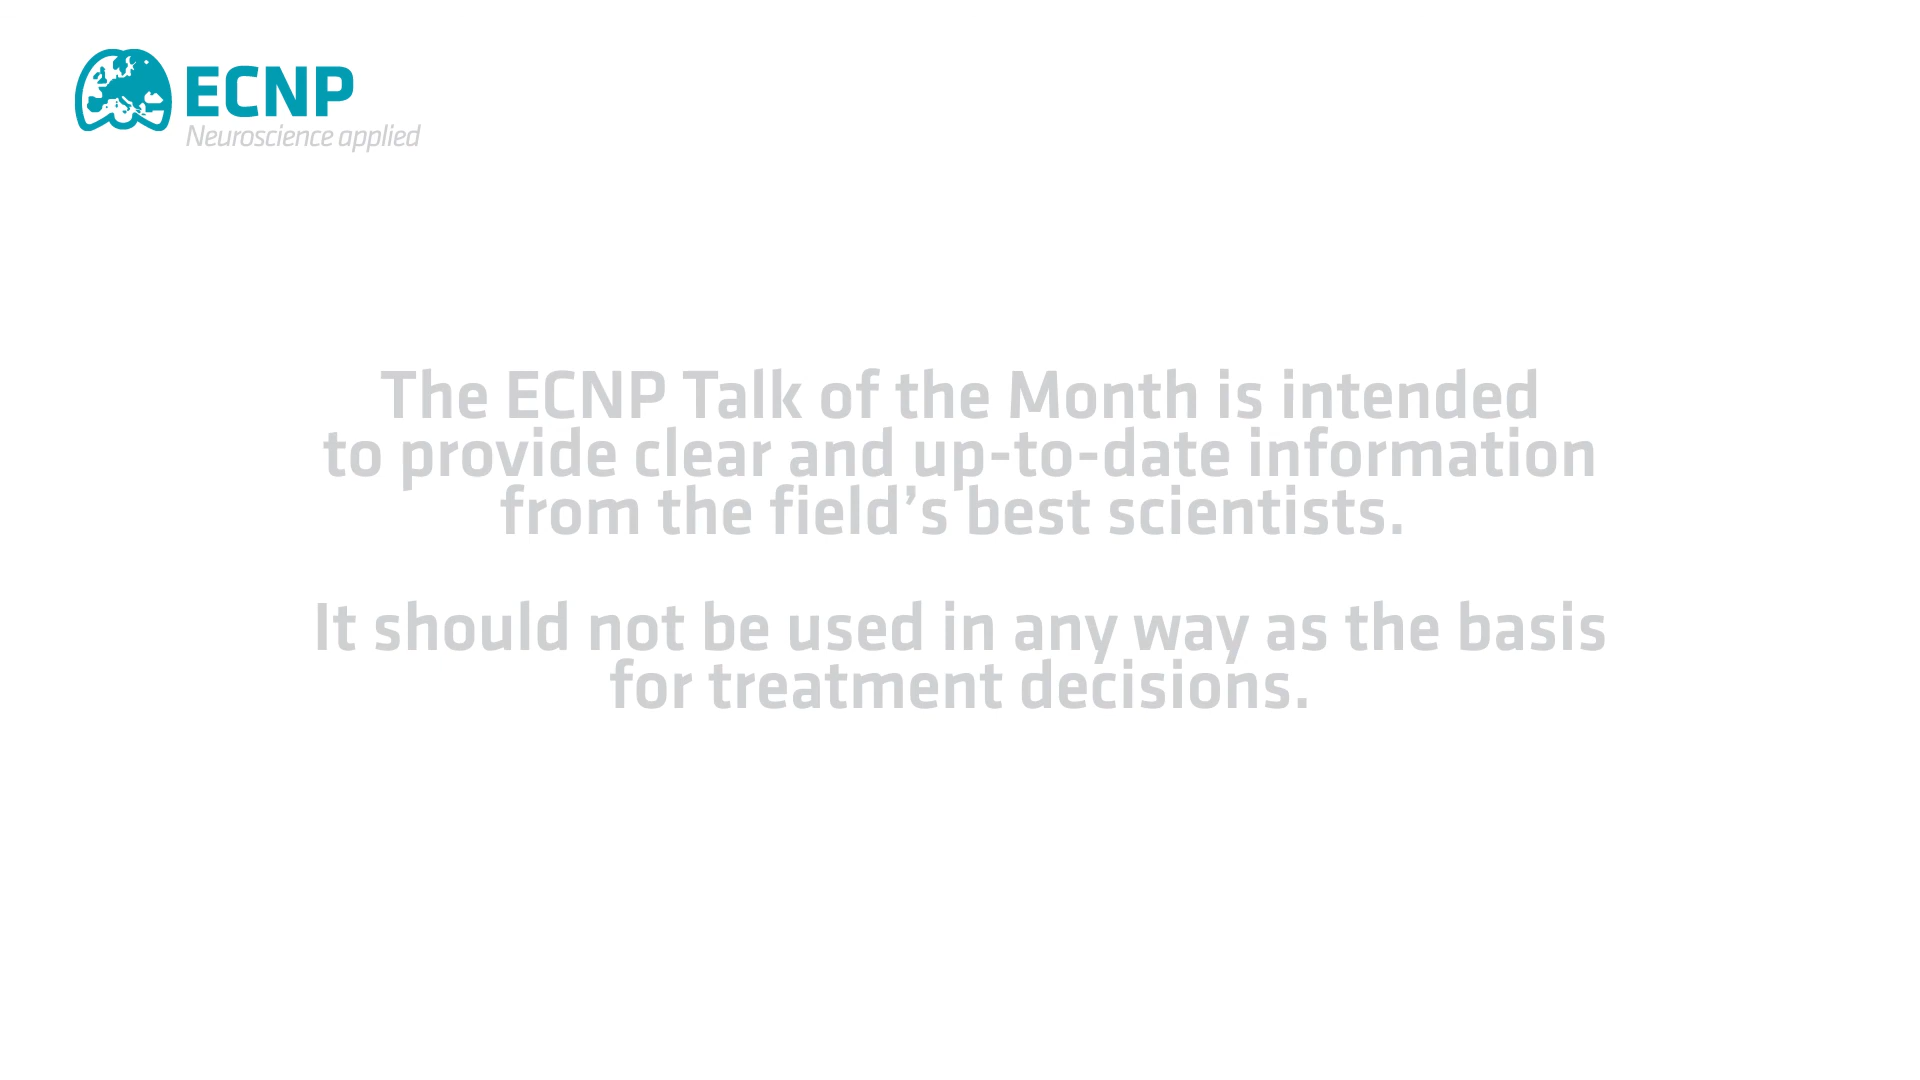 ECNP
Neuroscience applied
The ECNP Talk of the Month is intended
to provide clear and up-to-date information
from the field’s best scientists.
It should not be used in any way as the basis
for treatment decisions.